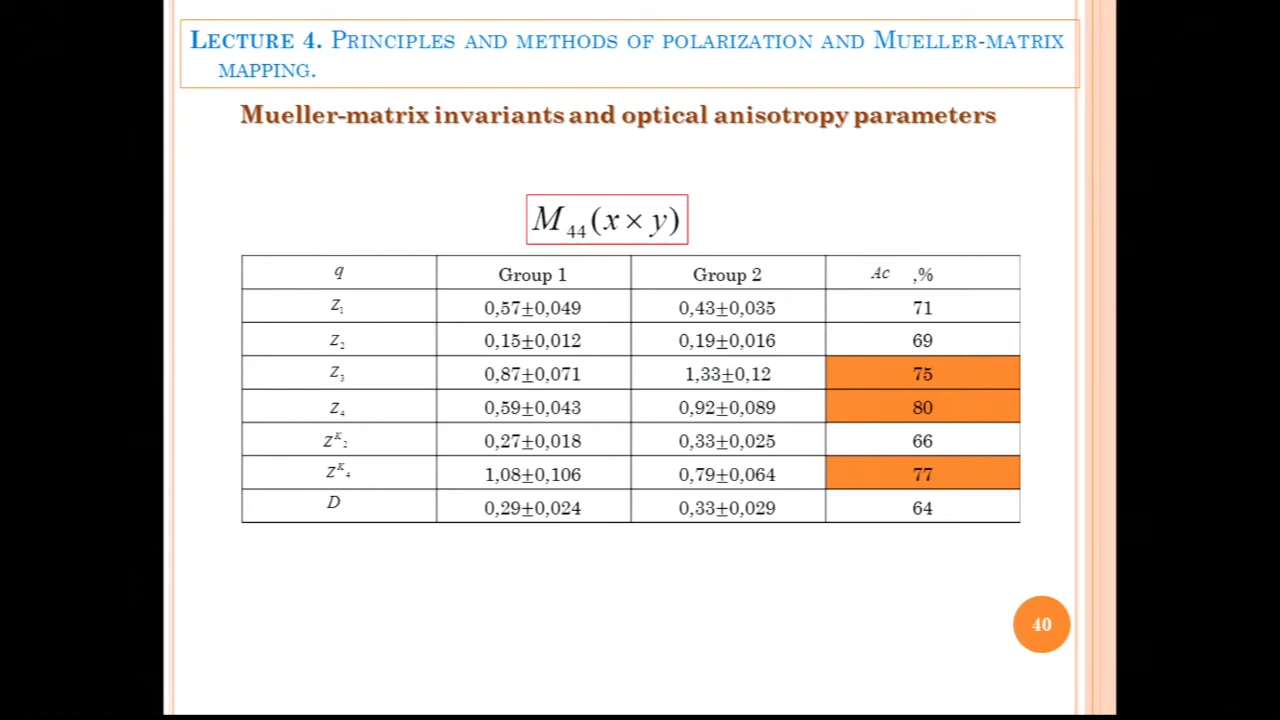 LECTURE 4. PRINCIPLES AND METHODS OF POLARIZATION AND MUELLER-MATRIX
MAPPING.
Mueller-matrix invariants and optical anisotropy parameters
M₄₄(x × y)
q Group 1 Group 2 Ac ,%
Z₁ 0,57±0,049 0,43±0,035 71
Z₂ 0,15±0,012 0,19±0,016 69
Z₃ 0,87±0,071 1,33±0,12 75
Z₄ 0,59±0,043 0,92±0,089 80
Zᴷ₂ 0,27±0,018 0,33±0,025 66
Zᴷ₄ 1,08±0,106 0,79±0,064 77
D 0,29±0,024 0,33±0,029 64
40